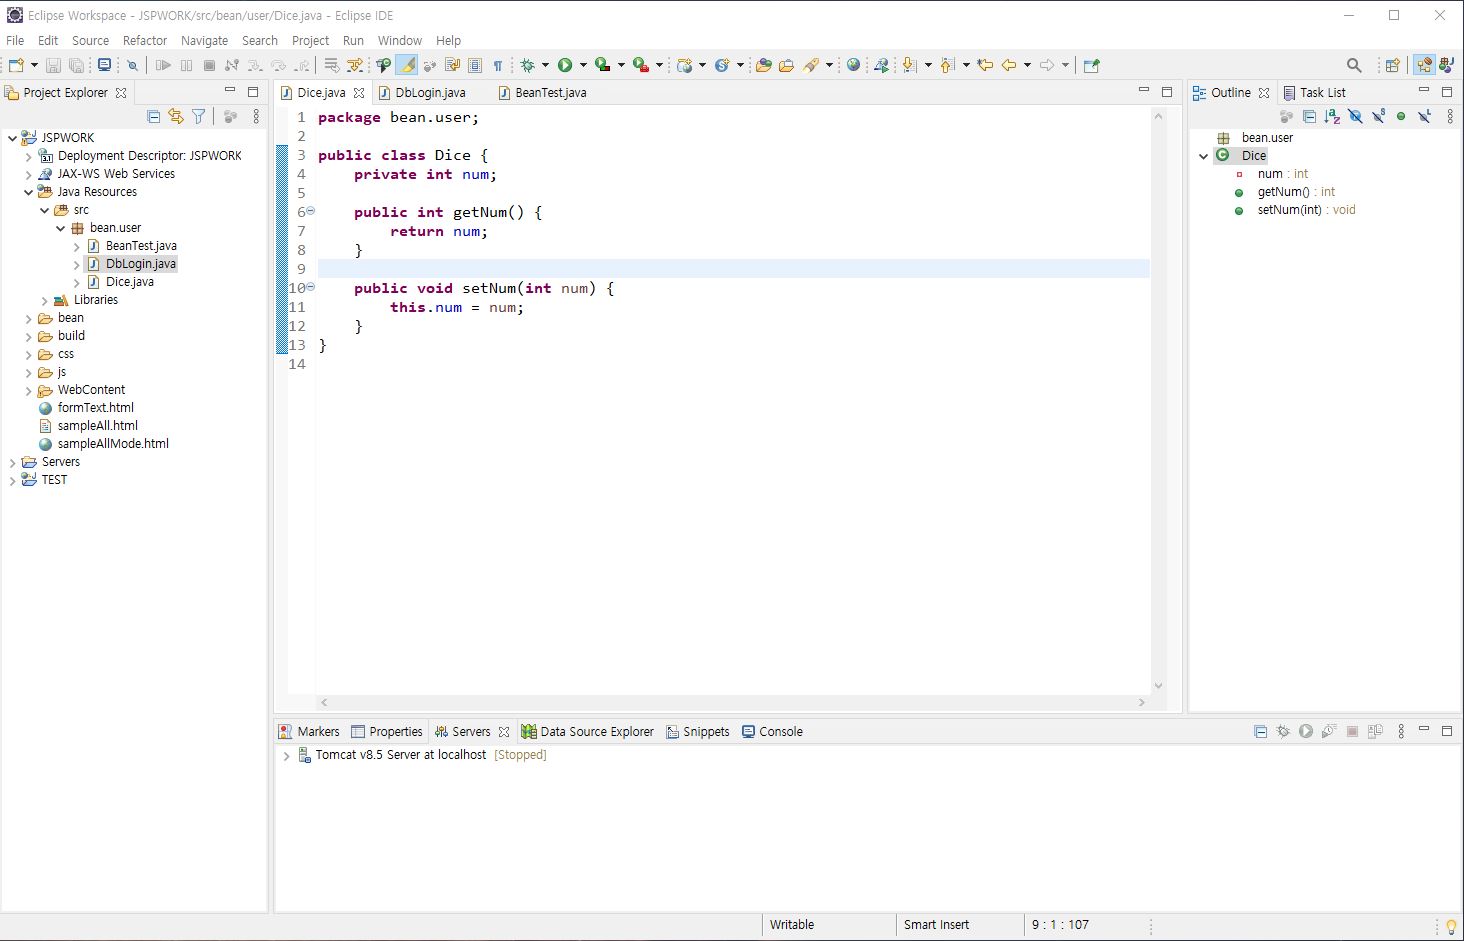 Eclipse Workspace - JSPWORK/src/bean/user/Dice.java - Eclipse IDE
File Edit Source Refactor Navigate Search Project Run Window Help
Project Explorer
JSPWORK
Deployment Descriptor: JSPWORK
JAX-WS Web Services
Java Resources
src
bean.user
BeanTest.java
DbLogin.java
Dice.java
Libraries
bean
build
css
js
WebContent
formText.html
sampleAll.html
sampleAllMode.html
Servers
TEST
Dice.java DbLogin.java BeanTest.java
1 package bean.user;
2
3 public class Dice {
4 private int num;
5
6 public int getNum() {
7 return num;
8 }
9
10 public void setNum(int num) {
11 this.num = num;
12 }
13 }
14
Outline Task List
bean.user
Dice
num : int
getNum() : int
setNum(int) : void
Markers Properties Servers Data Source Explorer Snippets Console
Tomcat v8.5 Server at localhost [Stopped]
Writable Smart Insert 9 : 1 : 107